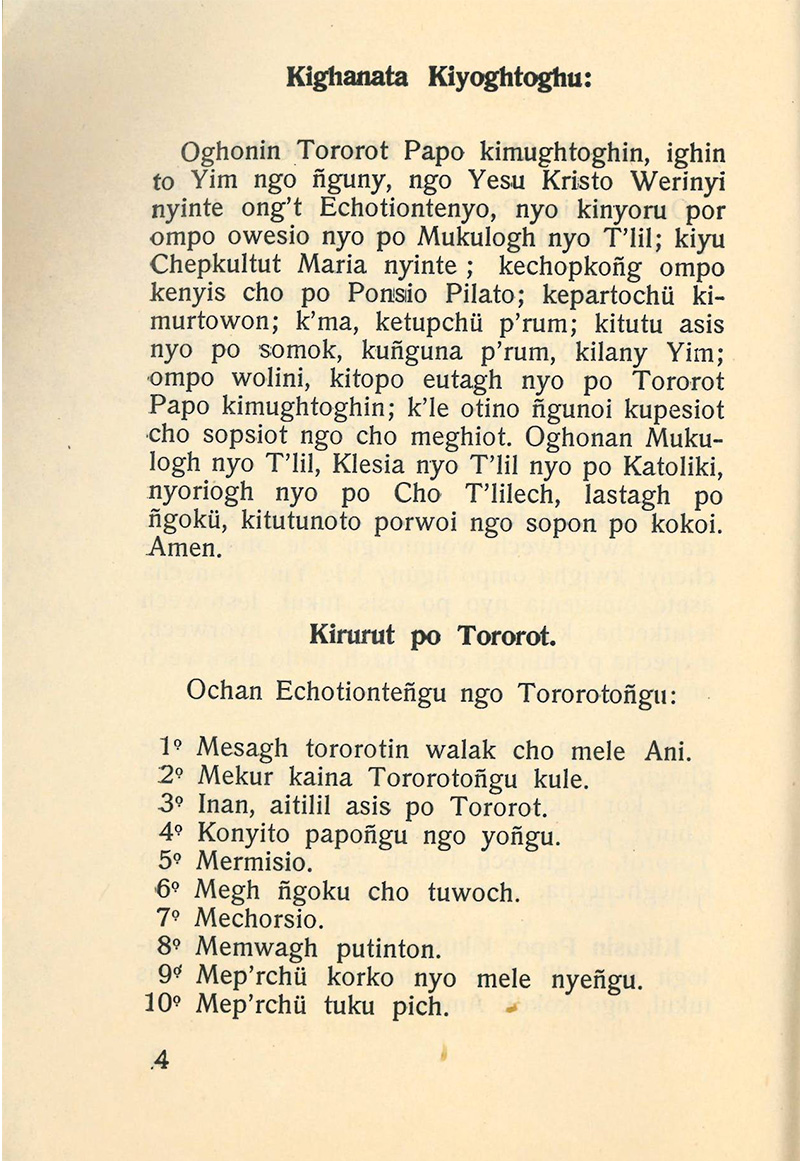 Kighanata Kiyoghtoghu:
Oghonin Tororot Papo kimughtoghin, ighin
to Yim ngo ñguny, ngo Yesu Kristo Werinyi
nyinte ong't Echotiontenyo, nyo kinyoru por
ompo owesio nyo po Mukulogh nyo T'lil; kiyu
Chepkultut Maria nyinte ; kechopkoñg ompo
kenyis cho po Ponsio Pilato; kepartochü ki-
murtowon; k'ma, ketupchü p'rum; kitutu asis
nyo po somok, kuñguna p'rum, kilany Yim;
ompo wolini, kitopo eutagh nyo po Tororot
Papo kimughtoghin; k'le otino ñgunoi kupesiot
cho sopsiot ngo cho meghiot. Oghonan Muku-
logh nyo T'lil, Klesia nyo T'lil nyo po Katoliki,
nyoriogh nyo po Cho T'lilech, lastagh po
ñgokü, kitutunoto porwoi ngo sopon po kokoi.
Amen.
Kirurut po Tororot.
Ochan Echotionteñgu ngo Tororotoñgu:
1º Mesagh tororotin walak cho mele Ani.
2º Mekur kaina Tororotoñgu kule.
3º Inan, aitilil asis po Tororot.
4º Konyito papoñgu ngo yoñgu.
5º Mermisio.
6º Megh ñgoku cho tuwoch.
7º Mechorsio.
8º Memwagh putinton.
9º Mep'rchü korko nyo mele nyeñgu.
10º Mep'rchü tuku pich.
4